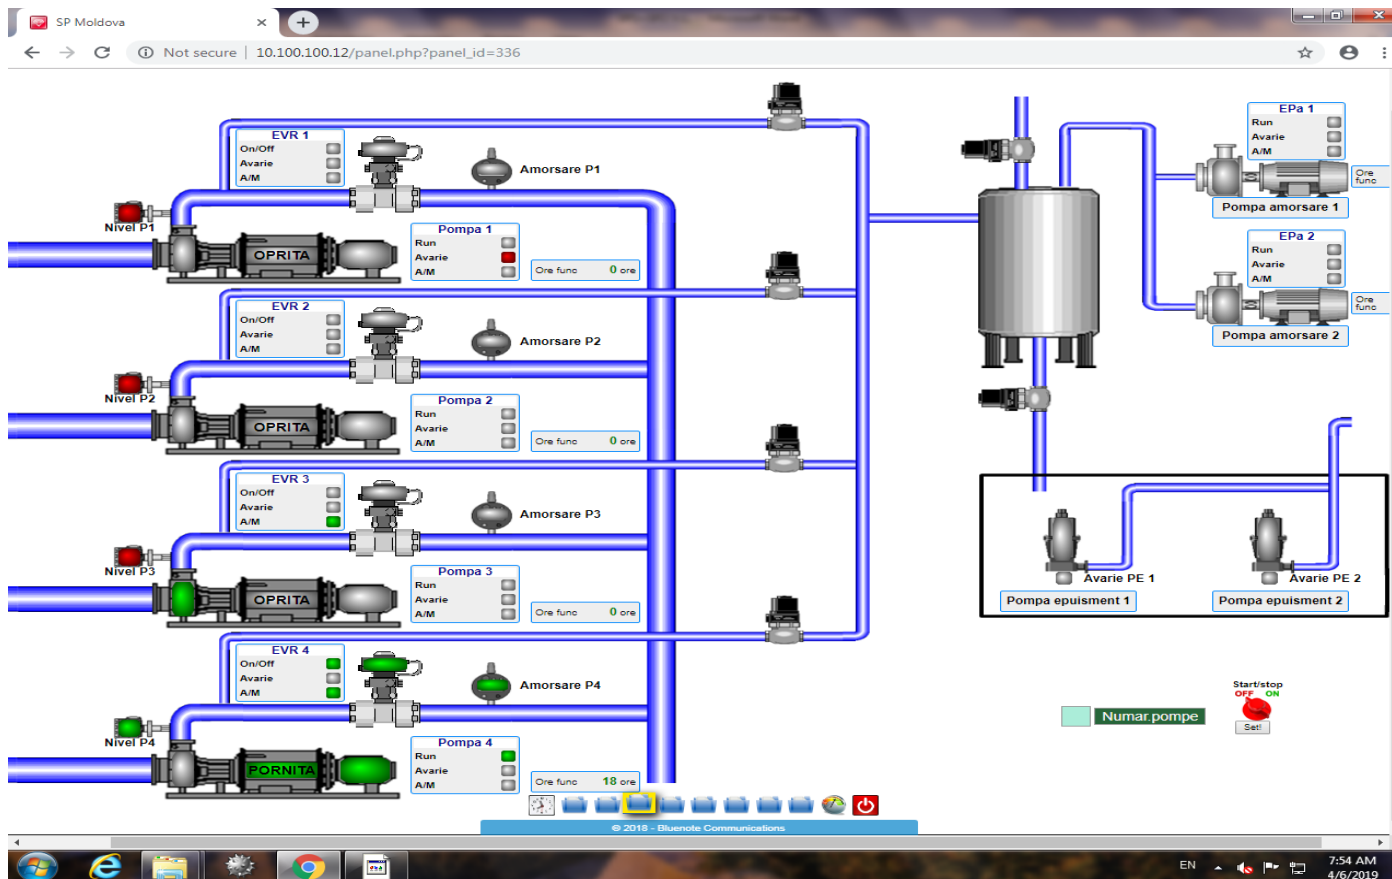 SP Moldova
Not secure | 10.100.100.12/panel.php?panel_id=336
EVR 1
On/Off
Avarie
A/M
Amorsare P1
Nivel P1
OPRITA
Pompa 1
Run
Avarie
A/M
Ore func 0 ore
EVR 2
On/Off
Avarie
A/M
Amorsare P2
Nivel P2
OPRITA
Pompa 2
Run
Avarie
A/M
Ore func 0 ore
EVR 3
On/Off
Avarie
A/M
Amorsare P3
Nivel P3
OPRITA
Pompa 3
Run
Avarie
A/M
Ore func 0 ore
EVR 4
On/Off
Avarie
A/M
Amorsare P4
Nivel P4
PORNITA
Pompa 4
Run
Avarie
A/M
Ore func 18 ore
EPa 1
Run
Avarie
A/M
Ore
func
Pompa amorsare 1
EPa 2
Run
Avarie
A/M
Ore
func
Pompa amorsare 2
Avarie PE 1
Avarie PE 2
Pompa epuisment 1
Pompa epuisment 2
Start/stop
OFF ON
Set!
Numar pompe
© 2018 - Bluenote Communications
EN
7:54 AM
4/6/2019